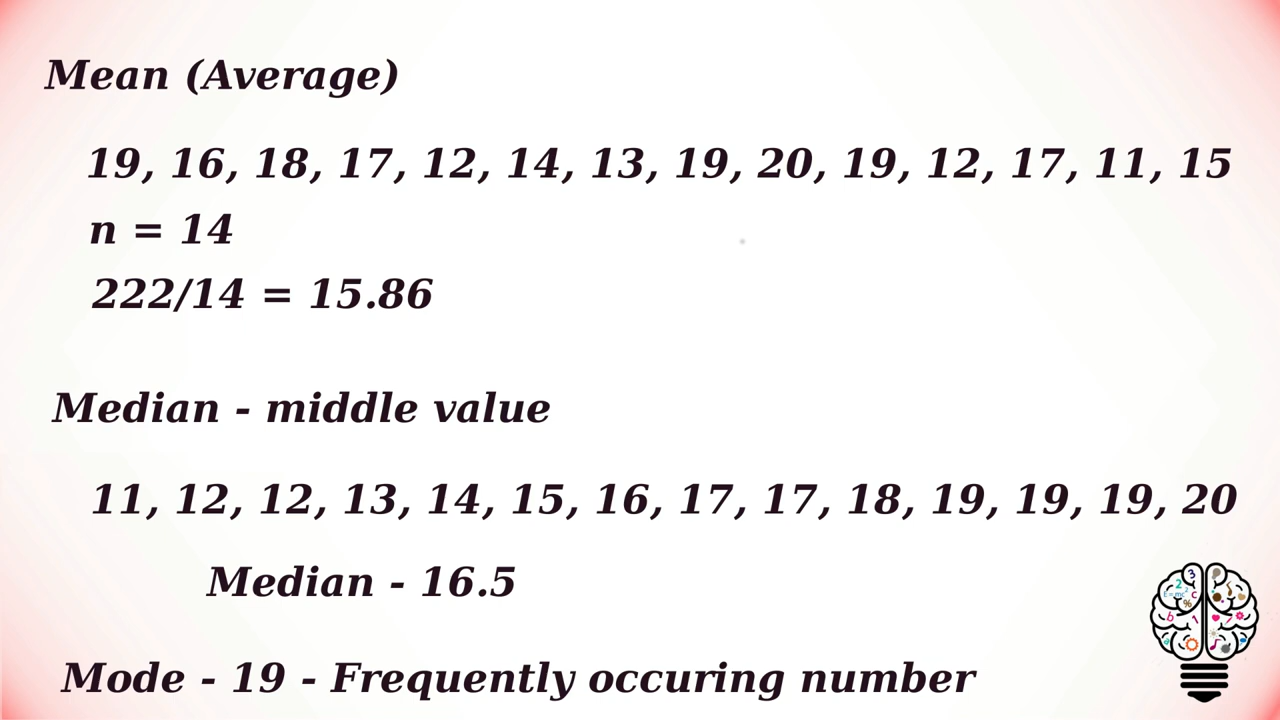 Mean (Average)
19, 16, 18, 17, 12, 14, 13, 19, 20, 19, 12, 17, 11, 15
n = 14
222/14 = 15.86
Median - middle value
11, 12, 12, 13, 14, 15, 16, 17, 17, 18, 19, 19, 19, 20
Median - 16.5
Mode - 19 - Frequently occuring number